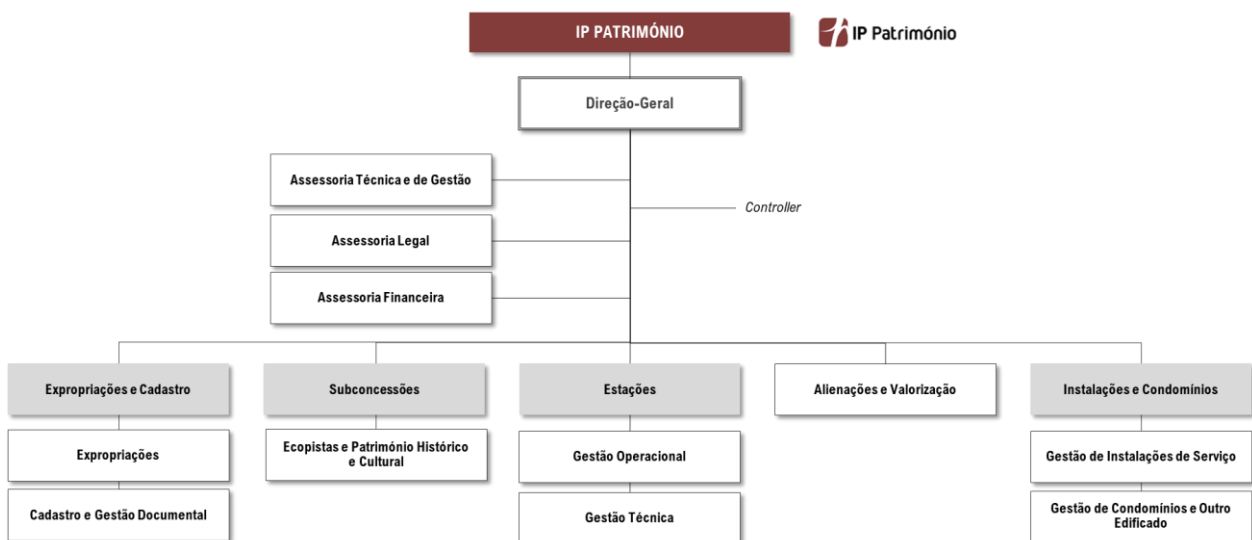 IP PATRIMÓNIO
IP Património
Direção-Geral
Assessoria Técnica e de Gestão
Controller
Assessoria Legal
Assessoria Financeira
Expropriações e Cadastro
Subconcessões
Estações
Alienações e Valorização
Instalações e Condomínios
Expropriações
Ecopistas e Património Histórico
e Cultural
Gestão Operacional
Gestão de Instalações de Serviço
Cadastro e Gestão Documental
Gestão Técnica
Gestão de Condomínios e Outro
Edificado